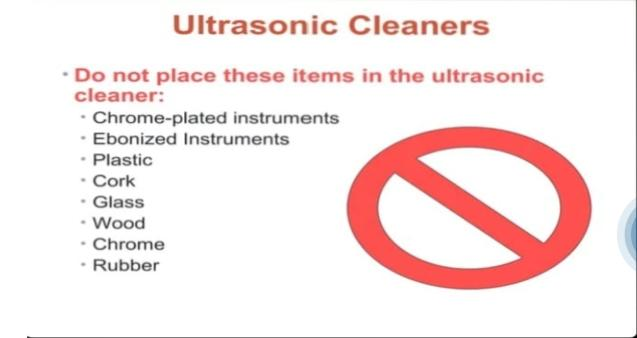 Ultrasonic Cleaners
• Do not place these items in the ultrasonic
cleaner:
• Chrome-plated instruments
• Ebonized Instruments
• Plastic
• Cork
• Glass
• Wood
• Chrome
• Rubber